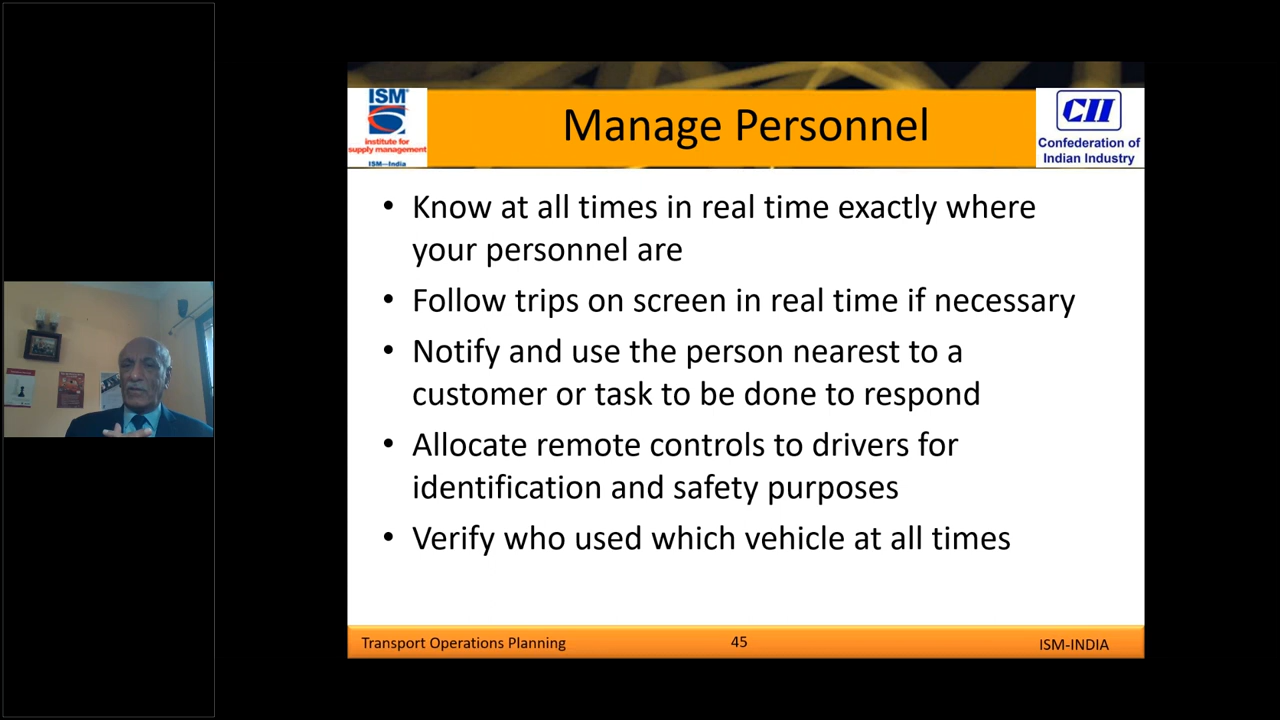 ISM®
institute for
supply management
ISM—India
Manage Personnel
CII
Confederation of
Indian Industry
• Know at all times in real time exactly where
your personnel are
• Follow trips on screen in real time if necessary
• Notify and use the person nearest to a
customer or task to be done to respond
• Allocate remote controls to drivers for
identification and safety purposes
• Verify who used which vehicle at all times
Transport Operations Planning
45
ISM-INDIA